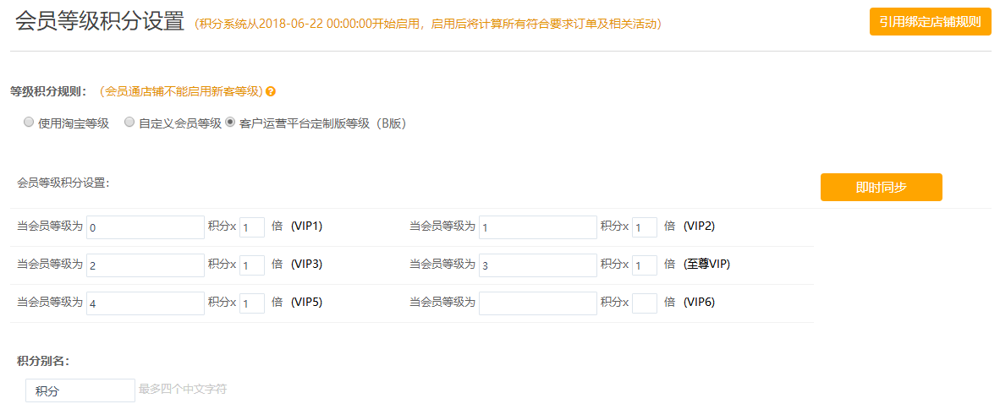 会员等级积分设置 (积分系统从2018-06-22 00:00:00开始启用，启用后将计算所有符合要求订单及相关活动) 引用绑定店铺规则
等级积分规则： (会员通店铺不能启用新客等级)
使用淘宝等级 自定义会员等级 客户运营平台定制版等级（B版）
会员等级积分设置： 即时同步
当会员等级为 0 积分x 1 倍 (VIP1) 当会员等级为 1 积分x 1 倍 (VIP2)
当会员等级为 2 积分x 1 倍 (VIP3) 当会员等级为 3 积分x 1 倍 (至尊VIP)
当会员等级为 4 积分x 1 倍 (VIP5) 当会员等级为 积分x 倍 (VIP6)
积分别名：
积分 最多四个中文字符